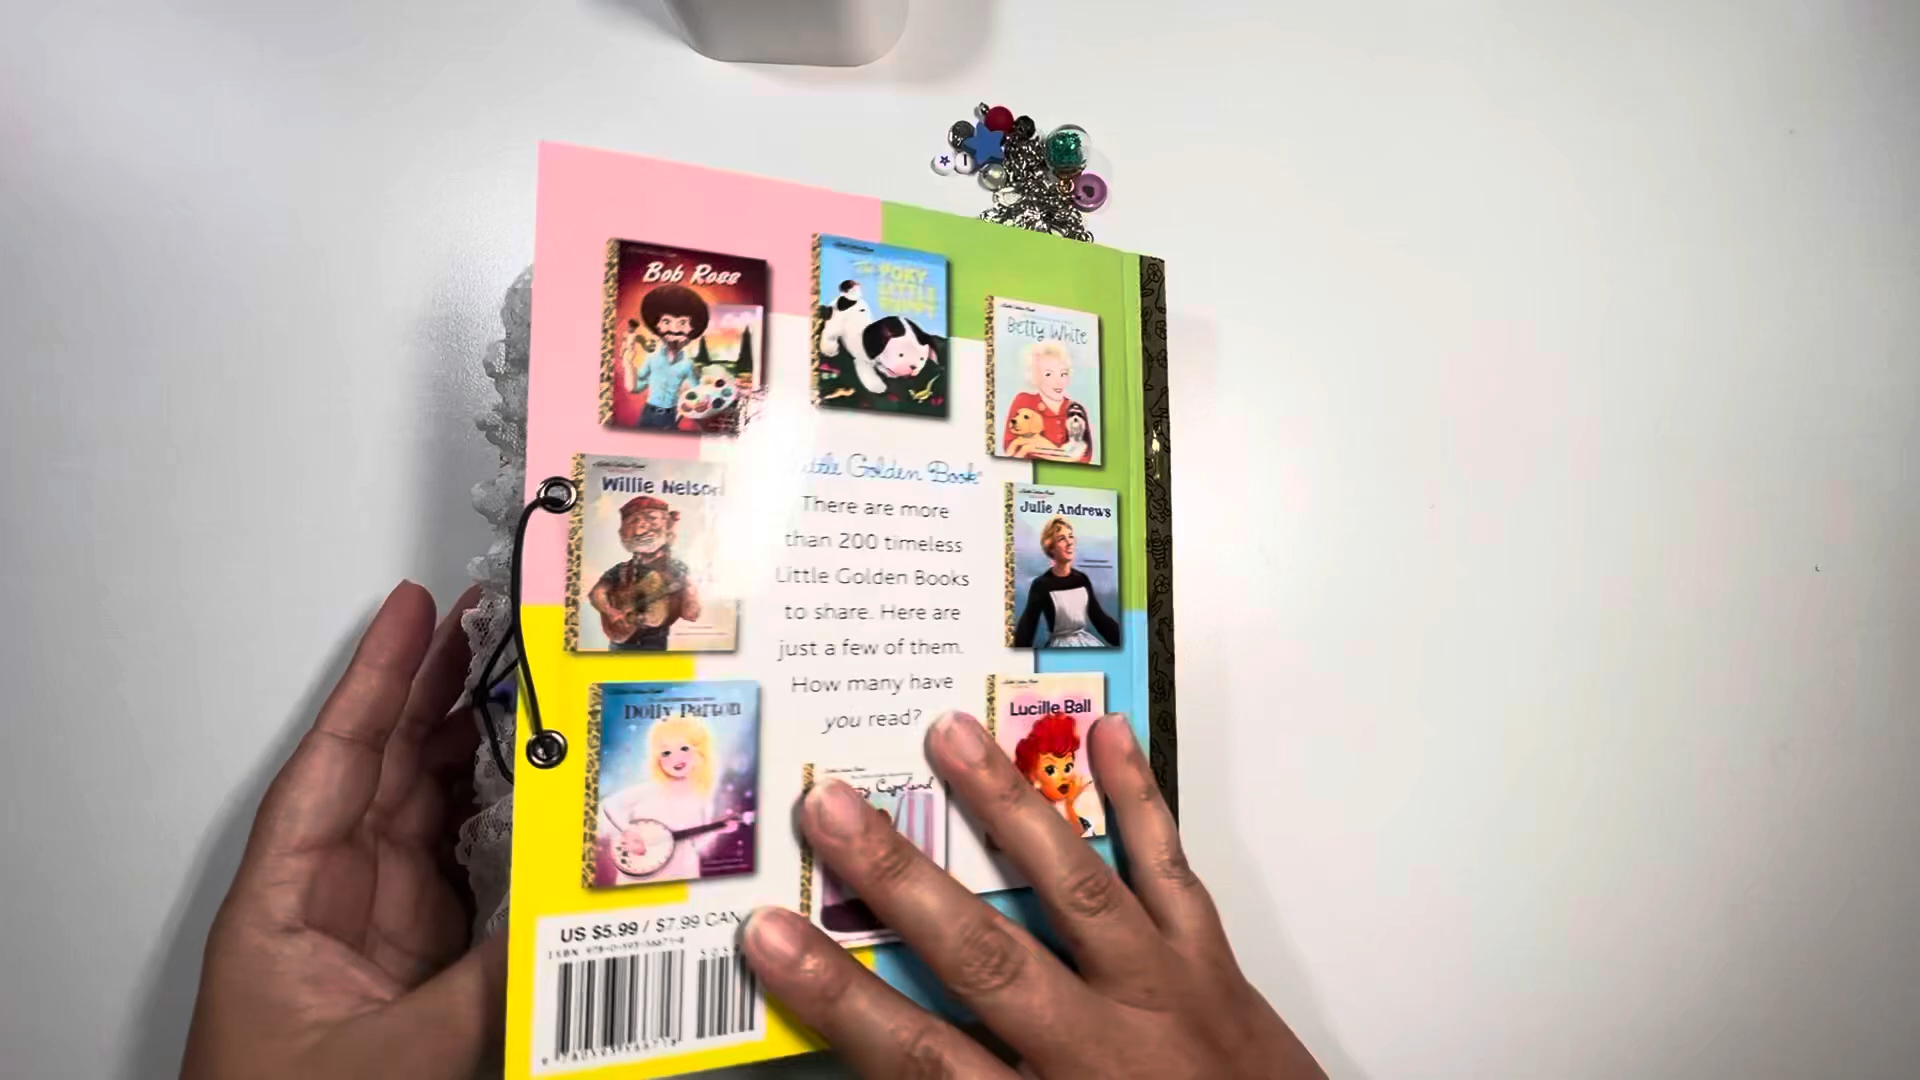 Bob Ross
The POKY
LITTLE
PUPPY
Betty White
Willie Nelson
Little Golden Book
There are more
than 200 timeless
Little Golden Books
to share. Here are
just a few of them.
How many have
you read?
Julie Andrews
Dolly Parton
Lucille Ball
Copeland
US $5.99 / $7.99 CAN